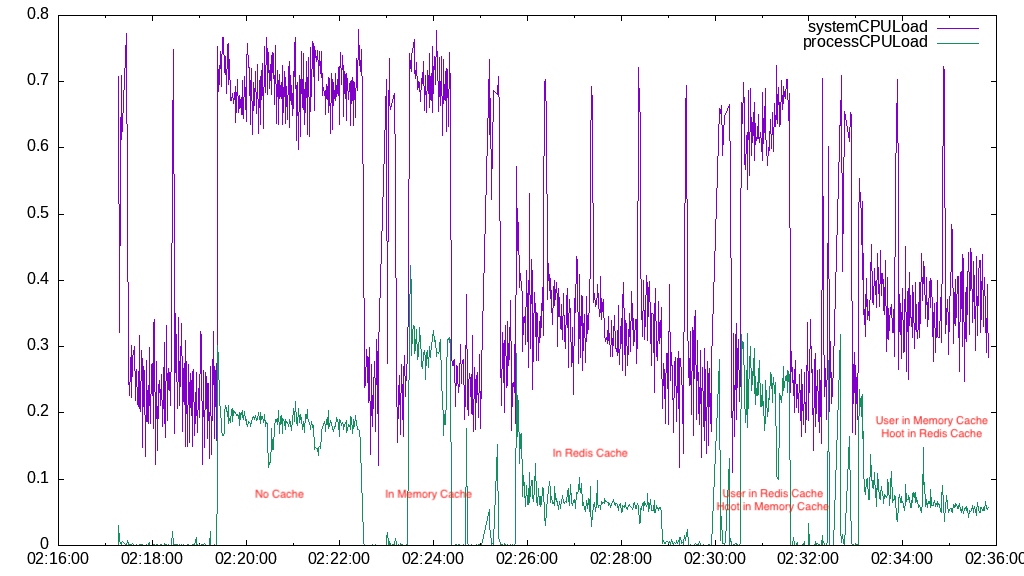 0.8
systemCPULoad
processCPULoad
0.7
0.6
0.5
0.4
0.3
0.2
User in Memory Cache
Hoot in Redis Cache
In Redis Cache
0.1
No Cache
In Memory Cache
User in Redis Cache
Hoot in Memory Cache
0
02:16:00 02:18:00 02:20:00 02:22:00 02:24:00 02:26:00 02:28:00 02:30:00 02:32:00 02:34:00 02:36:00